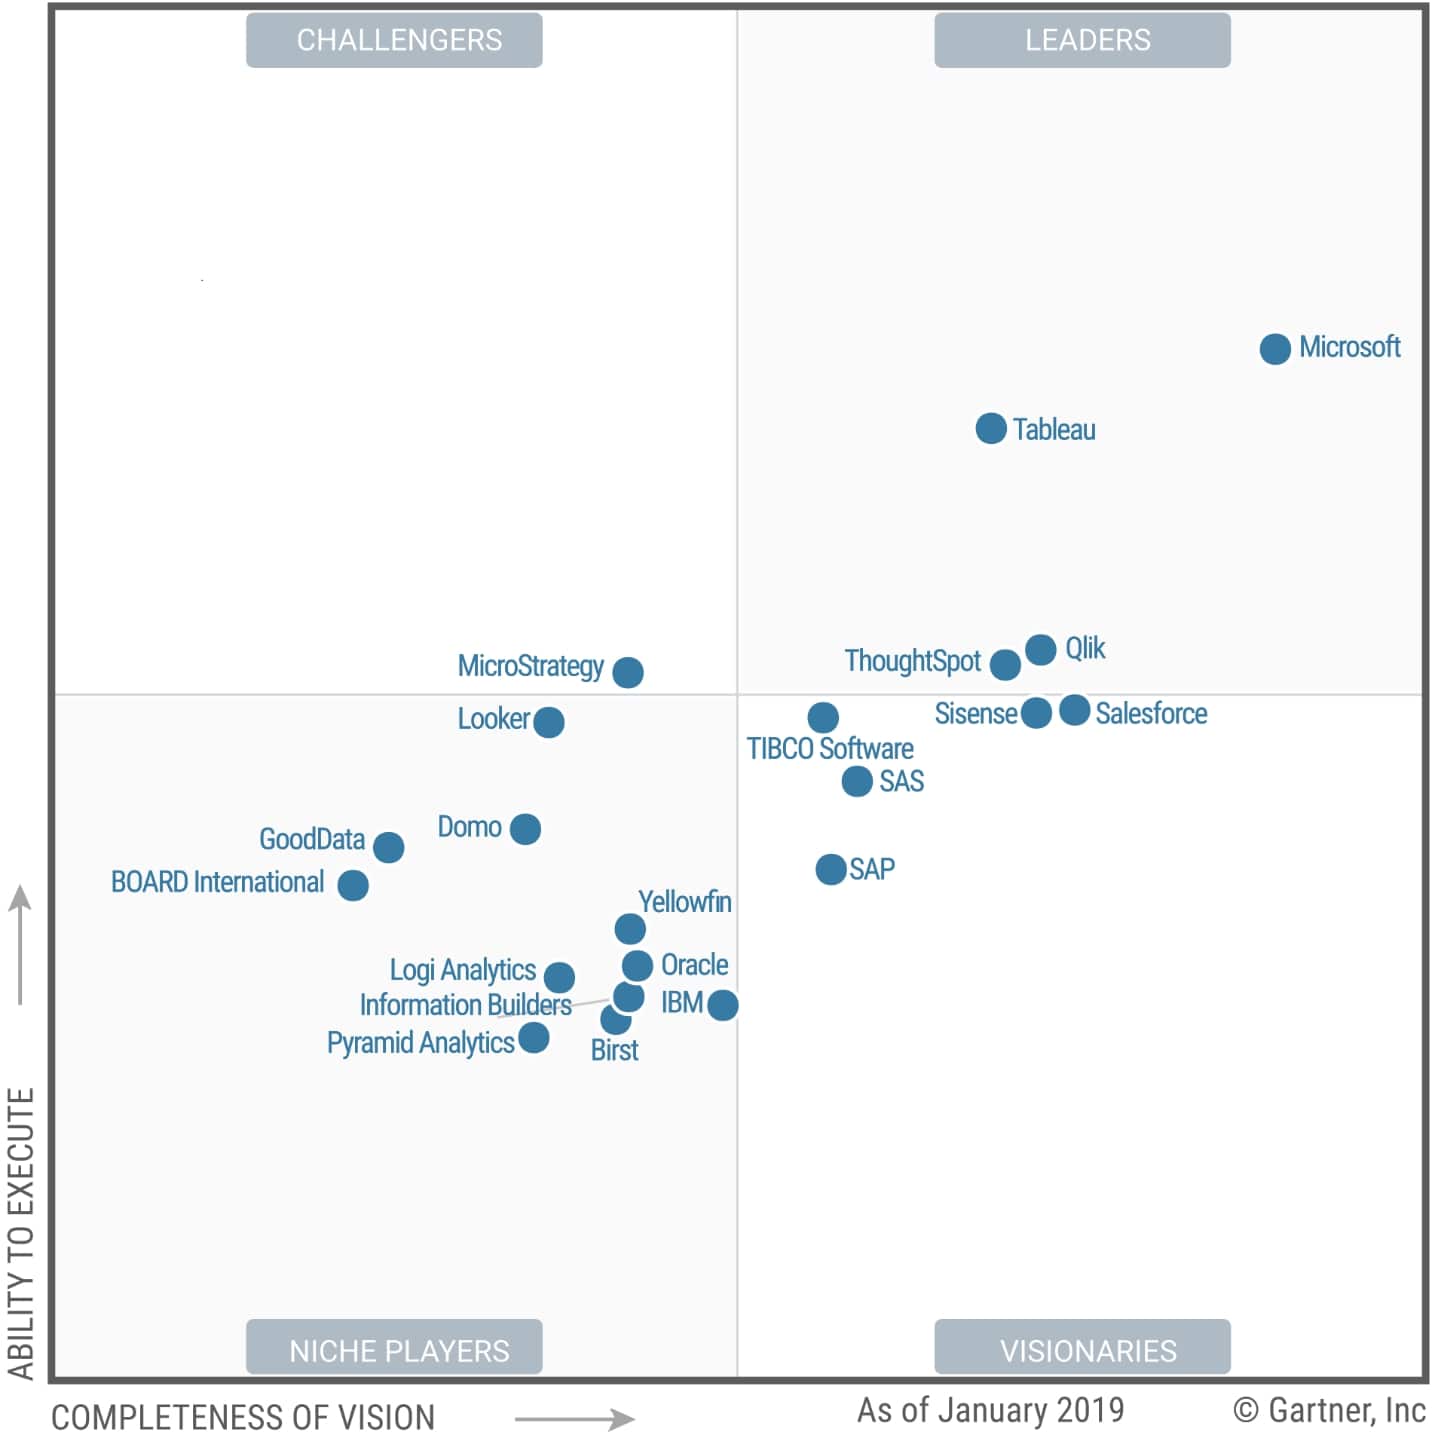 CHALLENGERS
LEADERS
Microsoft
Tableau
MicroStrategy
ThoughtSpot
Qlik
Looker
Sisense
Salesforce
TIBCO Software
SAS
GoodData
Domo
BOARD International
SAP
Yellowfin
Logi Analytics
Oracle
Information Builders
IBM
Pyramid Analytics
Birst
ABILITY TO EXECUTE
NICHE PLAYERS
VISIONARIES
COMPLETENESS OF VISION
As of January 2019
© Gartner, Inc